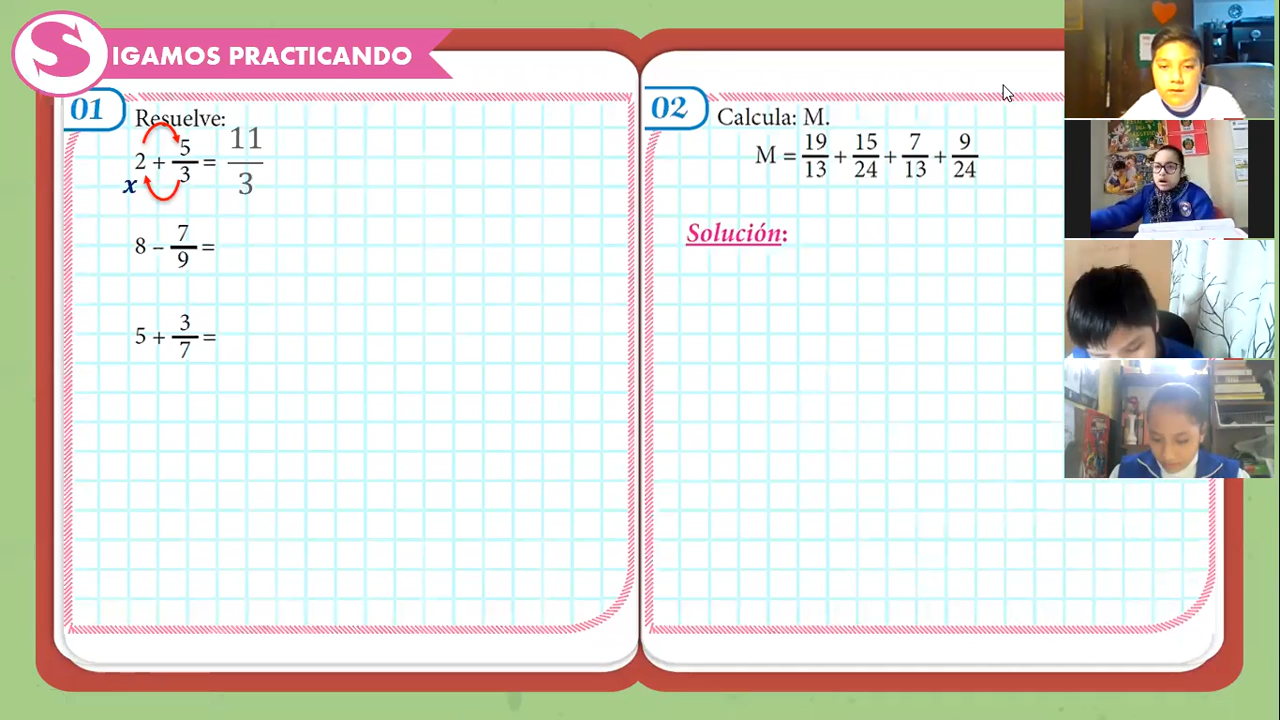 SIGAMOS PRACTICANDO
01
Resuelve:
2 + 5/3 = 11/3
x
8 – 7/9 =
5 + 3/7 =
02
Calcula: M.
M = 19/13 + 15/24 + 7/13 + 9/24
Solución: